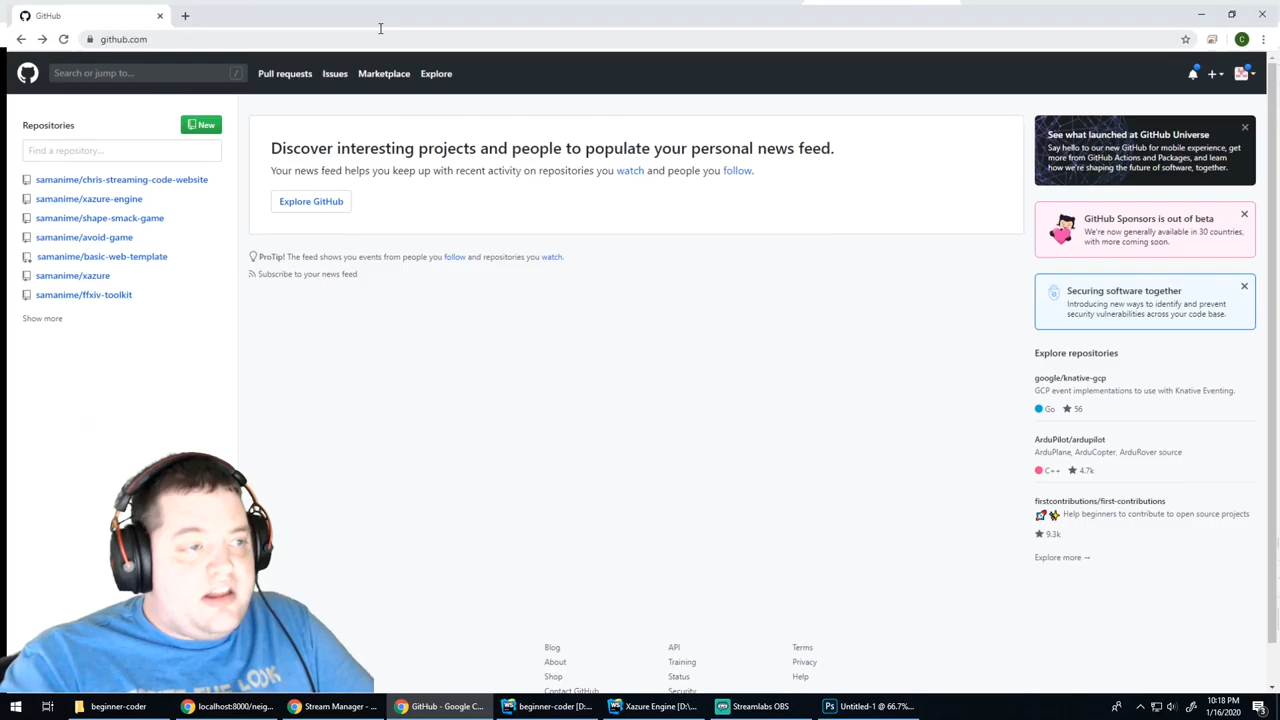 GitHub
github.com
C
Search or jump to...
/
Pull requests
Issues
Marketplace
Explore
Repositories
New
Find a repository...
samanime/chris-streaming-code-website
samanime/xazure-engine
samanime/shape-smack-game
samanime/avoid-game
samanime/basic-web-template
samanime/xazure
samanime/ffxiv-toolkit
Show more
Discover interesting projects and people to populate your personal news feed.
Your news feed helps you keep up with recent activity on repositories you watch and people you follow.
Explore GitHub
ProTip! The feed shows you events from people you follow and repositories you watch.
Subscribe to your news feed
See what launched at GitHub Universe
Say hello to our new GitHub for mobile experience, get
more from GitHub Actions and Packages, and learn
how we're shaping the future of software, together.
GitHub Sponsors is out of beta
We're now generally available in 30 countries,
with more coming soon.
Securing software together
Introducing new ways to identify and prevent
security vulnerabilities across your code base.
Explore repositories
google/knative-gcp
GCP event implementations to use with Knative Eventing.
Go 56
ArduPilot/ardupilot
ArduPlane, ArduCopter, ArduRover source
C++ 4.7k
firstcontributions/first-contributions
Help beginners to contribute to open source projects
9.3k
Explore more →
Blog
About
Shop
Contact GitHub
API
Training
Status
Security
Terms
Privacy
Help
THE LOOK
beginner-coder
localhost:8000/neig...
Stream Manager - ...
GitHub - Google C...
beginner-coder [D:...
Xazure Engine [D:\...
Streamlabs OBS
Untitled-1 @ 66.7%...
10:18 PM
1/16/2020
3